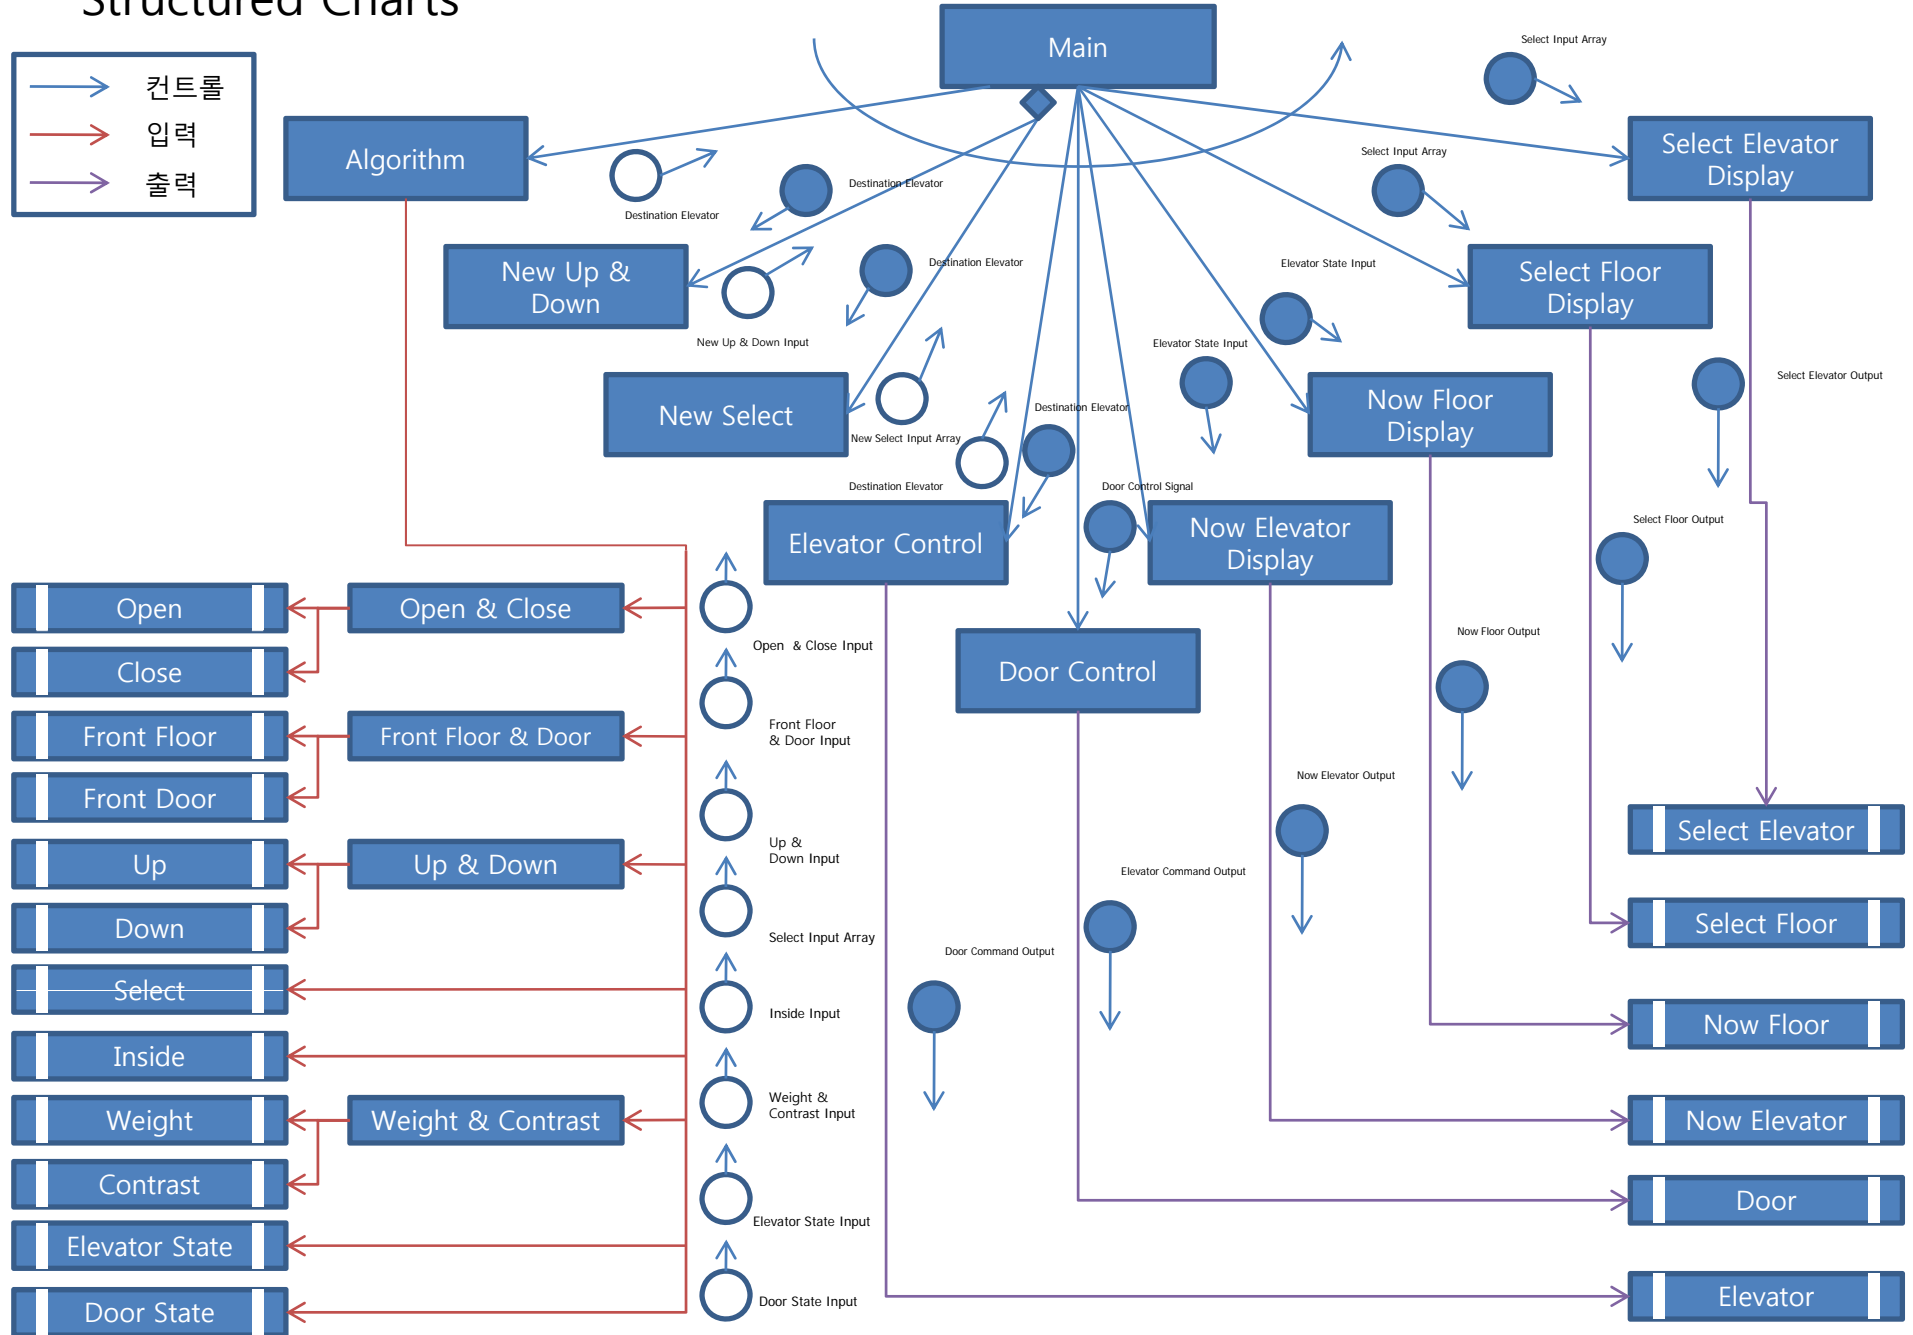 Structured Charts
컨트롤
입력
출력
Main
Algorithm
Select Input Array
Select Elevator
Display
Destination Elevator
Destination Elevator
Select Input Array
New Up &
Down
Destination Elevator
Elevator State Input
Select Floor
Display
New Up & Down Input
Elevator State Input
New Select
New Select Input Array
Destination Elevator
Now Floor
Display
Select Elevator Output
Destination Elevator
Door Control Signal
Elevator Control
Now Elevator
Display
Select Floor Output
Open
Open & Close
Open & Close Input
Close
Door Control
Now Floor Output
Front Floor
Front Floor & Door
Front Floor
& Door Input
Front Door
Now Elevator Output
Up
Up & Down
Up &
Down Input
Select Elevator
Elevator Command Output
Down
Select Input Array
Door Command Output
Select Floor
Select
Inside Input
Now Floor
Inside
Weight
Weight & Contrast
Weight &
Contrast Input
Now Elevator
Contrast
Elevator State Input
Door
Elevator State
Door State
Door State Input
Elevator